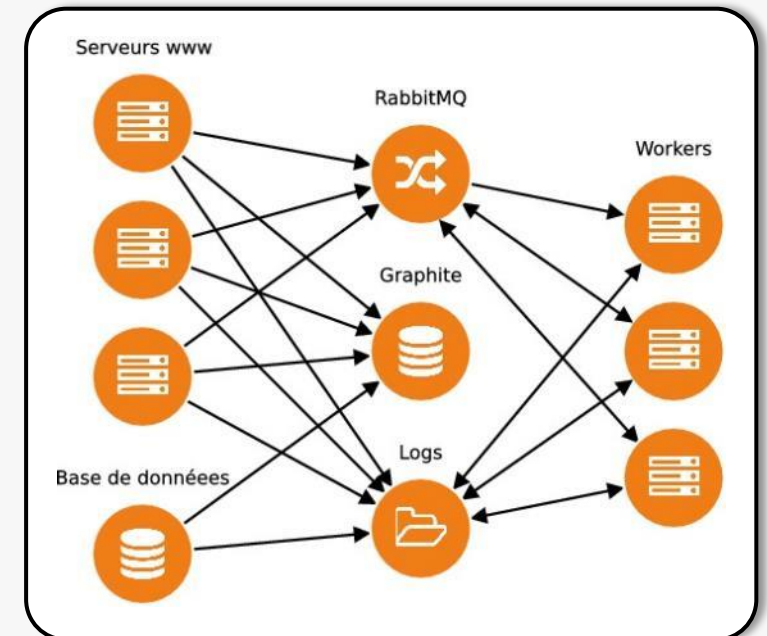 Serveurs www
RabbitMQ
Workers
Graphite
Logs
Base de donnéees